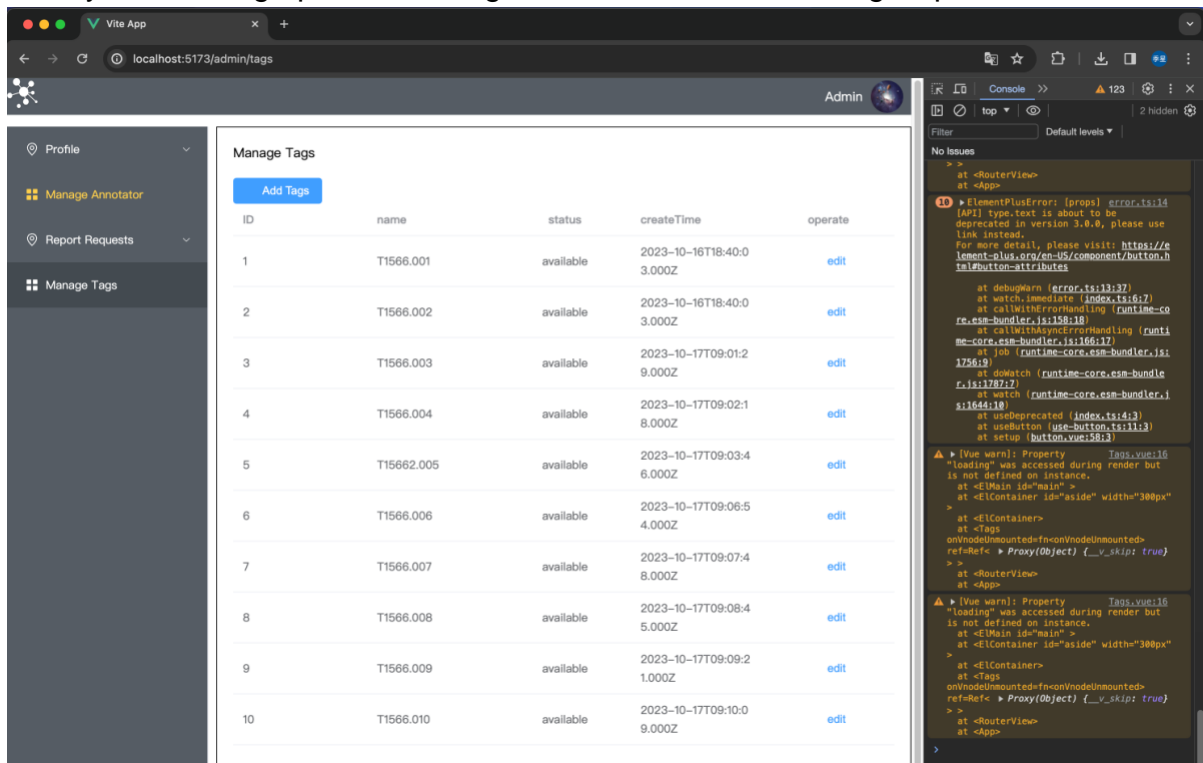 Vite App
localhost:5173/admin/tags
Admin
Profile
Manage Annotator
Report Requests
Manage Tags
Manage Tags
Add Tags
ID name status createTime operate
1 T1566.001 available 2023-10-16T18:40:0
3.000Z edit
2 T1566.002 available 2023-10-16T18:40:0
3.000Z edit
3 T1566.003 available 2023-10-17T09:01:2
9.000Z edit
4 T1566.004 available 2023-10-17T09:02:1
8.000Z edit
5 T15662.005 available 2023-10-17T09:03:4
6.000Z edit
6 T1566.006 available 2023-10-17T09:06:5
4.000Z edit
7 T1566.007 available 2023-10-17T09:07:4
8.000Z edit
8 T1566.008 available 2023-10-17T09:08:4
5.000Z edit
9 T1566.009 available 2023-10-17T09:09:2
1.000Z edit
10 T1566.010 available 2023-10-17T09:10:0
9.000Z edit
Console 123
top 2 hidden
Filter Default levels
No Issues
> >
at <RouterView>
at <App>
10 ElementPlusError: [props] error.ts:14
[API] type.text is about to be
deprecated in version 3.0.0, please use
link instead.
For more detail, please visit: https://e
lement-plus.org/en-US/component/button.h
tml#button-attributes
at debugWarn (error.ts:13:37)
at watch.immediate (index.ts:6:7)
at callWithErrorHandling (runtime-co
re.esm-bundler.js:158:18)
at callWithAsyncErrorHandling (runti
me-core.esm-bundler.js:166:17)
at job (runtime-core.esm-bundler.js:
1756:9)
at doWatch (runtime-core.esm-bundle
r.js:1787:7)
at watch (runtime-core.esm-bundler.j
s:1644:10)
at useDeprecated (index.ts:4:3)
at useButton (use-button.ts:11:3)
at setup (button.vue:58:3)
[Vue warn]: Property Tags.vue:16
"loading" was accessed during render but
is not defined on instance.
at <ElMain id="main" >
at <ElContainer id="aside" width="300px"
>
at <ElContainer>
at <Tags
onVnodeUnmounted=fn<onVnodeUnmounted>
ref=Ref< Proxy(Object) {__v_skip: true}
> >
at <RouterView>
at <App>
[Vue warn]: Property Tags.vue:16
"loading" was accessed during render but
is not defined on instance.
at <ElMain id="main" >
at <ElContainer id="aside" width="300px"
>
at <ElContainer>
at <Tags
onVnodeUnmounted=fn<onVnodeUnmounted>
ref=Ref< Proxy(Object) {__v_skip: true}
> >
at <RouterView>
at <App>